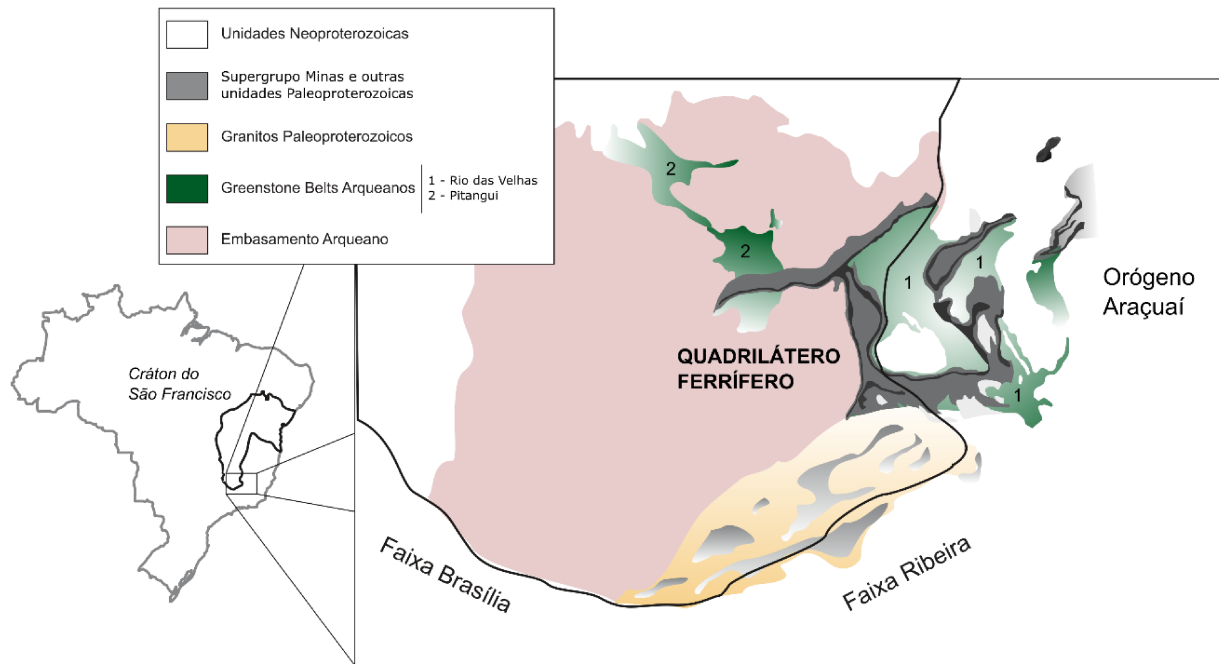 Unidades Neoproterozoicas
Supergrupo Minas e outras
unidades Paleoproterozoicas
Granitos Paleoproterozoicos
Greenstone Belts Arqueanos
1 - Rio das Velhas
2 - Pitangui
Embasamento Arqueano
Cráton do
São Francisco
2
2
1
1
1
QUADRILÁTERO
FERRÍFERO
Orógeno
Araçuaí
Faixa Brasília
Faixa Ribeira